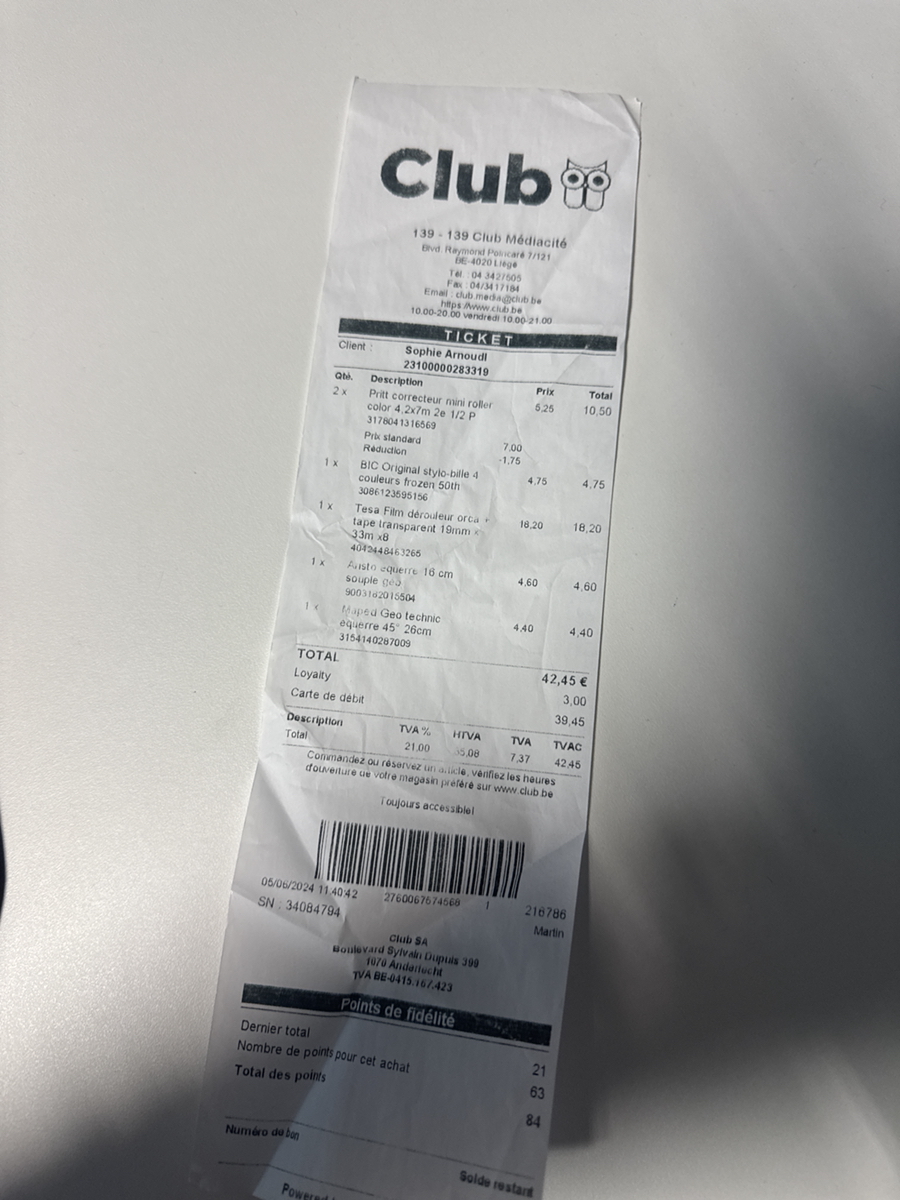 Club
139 - 139 Club Médiacité
Blvd. Raymond Poincaré 7/121
BE-4020 Liège
Tél. : 04 3427605
Fax : 04/3417184
Email : club.media@club.be
https://www.club.be
10.00-20.00 vendredi 10.00-21.00
TICKET
Client : Sophie Arnoudl
23100000283319
Qté. Description Prix Total
2 x Pritt correcteur mini roller 5,25 10,50
color 4,2x7m 2e 1/2 P
3178041316569
Prix standard 7,00
Réduction -1,75
1 x BIC Original stylo-bille 4 4,75 4,75
couleurs frozen 50th
3086123595156
1 x Tesa Film dérouleur orca + 18,20 18,20
tape transparent 19mm
33m x8
4042448463265
1 x Aristo equerre 16 cm 4,60 4,60
souple geo
9003182015504
1 x Maped Geo technic 4,40 4,40
equerre 45° 26cm
3154140287009
TOTAL 42,45 €
Loyalty 3,00
Carte de débit 39,45
Description TVA % HTVA TVA TVAC
Total 21,00 35,08 7,37 42,45
Commandez ou réservez un article, vérifiez les heures
d'ouverture de votre magasin préféré sur www.club.be
Toujours accessible!
05/06/2024 11:40:42 2760067674568 1 216786
SN : 34084794 Martin
Club SA
Boulevard Sylvain Dupuis 399
1070 Anderlecht
TVA BE-0415.167.423
Points de fidélité
Dernier total 21
Nombre de points pour cet achat 63
Total des points 84
Numéro de bon Solde restant
Powered